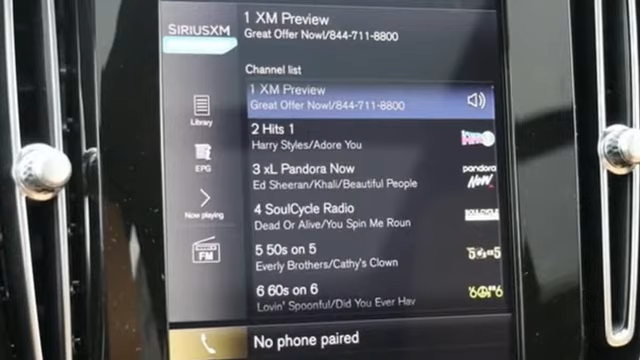 SIRIUSXM
1 XM Preview
Great Offer Now!/844-711-8800
Channel list
1 XM Preview
Great Offer Now!/844-711-8800
2 Hits 1
Harry Styles/Adore You
3 xL Pandora Now
Ed Sheeran/Khali/Beautiful People
pandora
NOW
4 SoulCycle Radio
Dead Or Alive/You Spin Me Roun
SOULCYCLE
5 50s on 5
Everly Brothers/Cathy's Clown
6 60s on 6
Lovin' Spoonful/Did You Ever Hav
Library
EPG
Now playing
FM
No phone paired